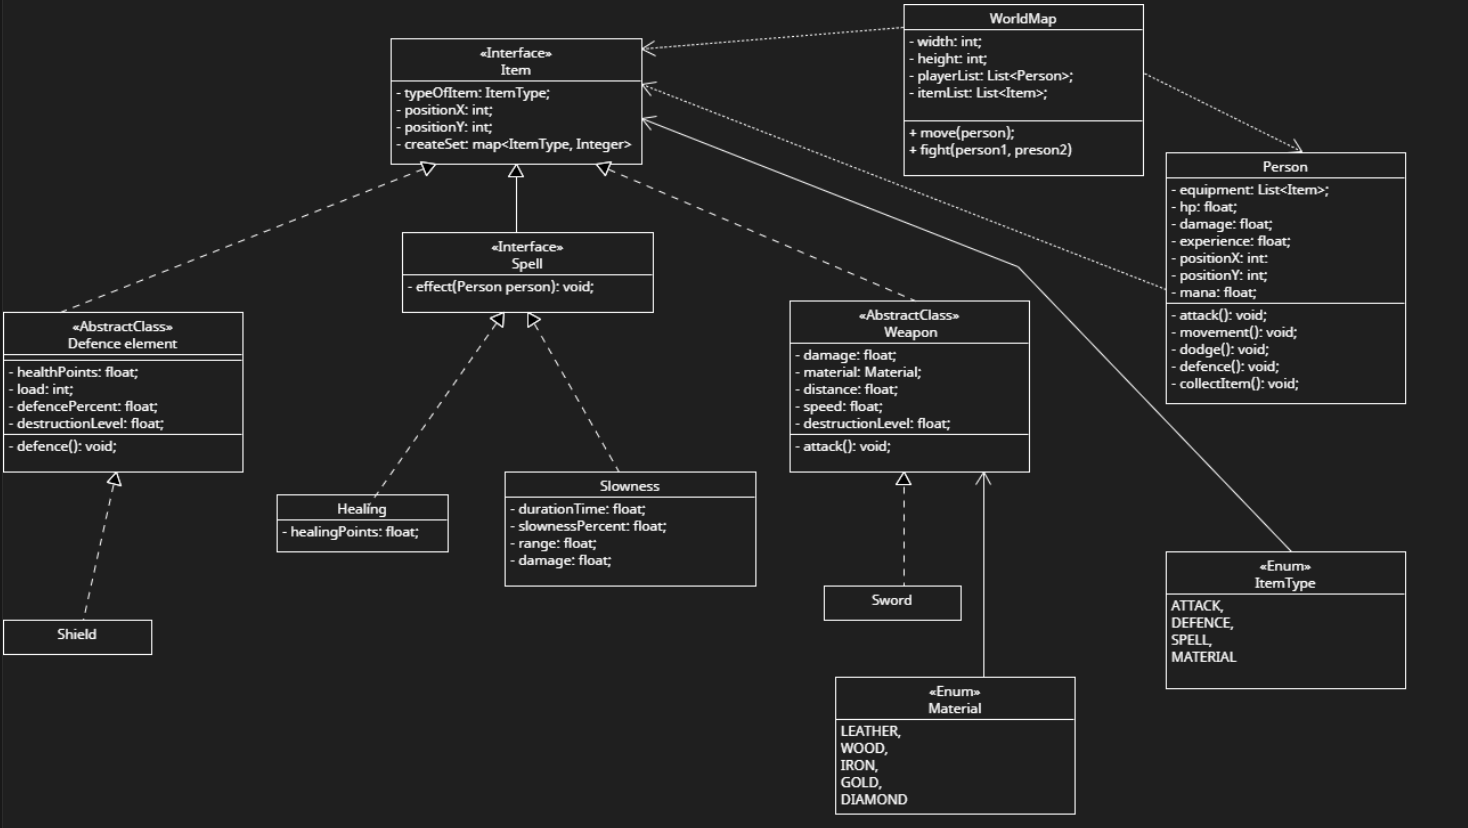 WorldMap
- width: int;
- height: int;
- playerList: List<Person>;
- itemList: List<Item>;
+ move(person);
+ fight(person1, preson2)
«Interface»
Item
- typeOfItem: ItemType;
- positionX: int;
- positionY: int;
- createSet: map<ItemType, Integer>
Person
- equipment: List<Item>;
- hp: float;
- damage: float;
- experience: float;
- positionX: int:
- positionY: int;
- mana: float;
- attack(): void;
- movement(): void;
- dodge(): void;
- defence(): void;
- collectItem(): void;
«Interface»
Spell
- effect(Person person): void;
«AbstractClass»
Defence element
- healthPoints: float;
- load: int;
- defencePercent: float;
- destructionLevel: float;
- defence(): void;
«AbstractClass»
Weapon
- damage: float;
- material: Material;
- distance: float;
- speed: float;
- destructionLevel: float;
- attack(): void;
Healing
- healingPoints: float;
Slowness
- durationTime: float;
- slownessPercent: float;
- range: float;
- damage: float;
Sword
Shield
«Enum»
ItemType
ATTACK,
DEFENCE,
SPELL,
MATERIAL
«Enum»
Material
LEATHER,
WOOD,
IRON,
GOLD,
DIAMOND